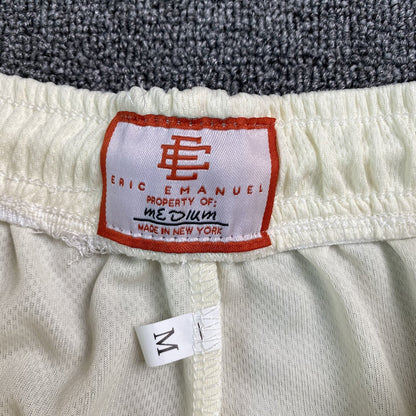 EE
ERIC EMANUEL
PROPERTY OF:
MEDIUM
MADE IN NEW YORK
M